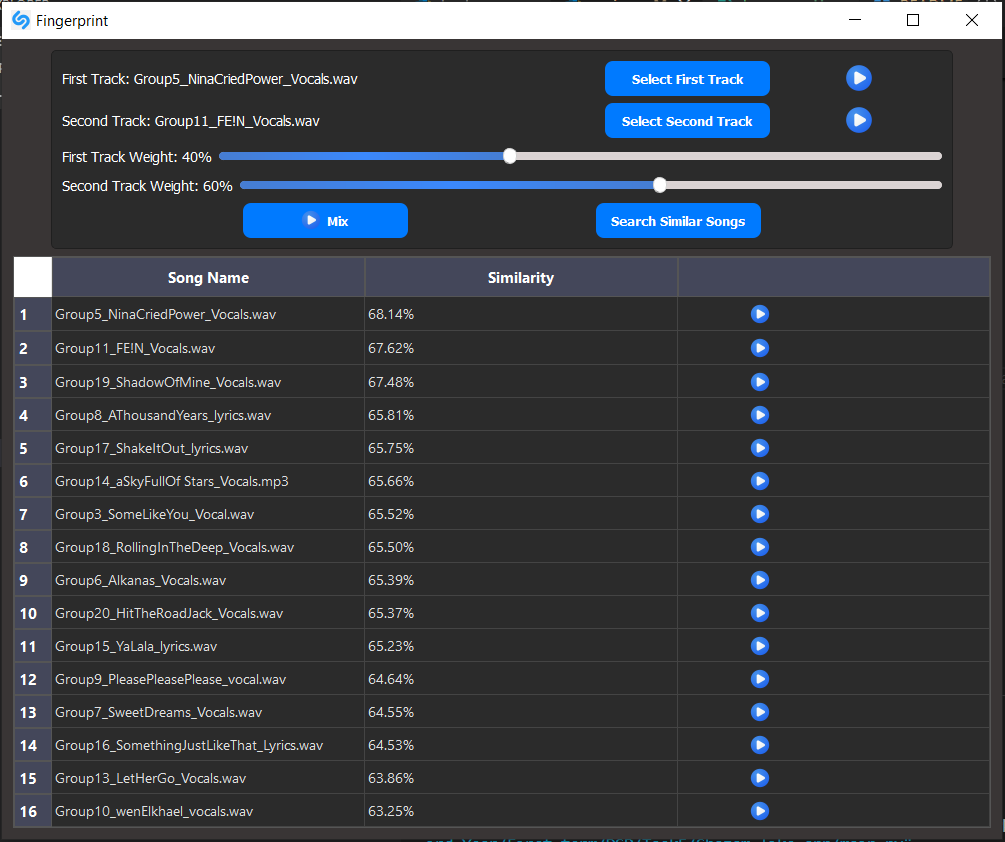 Fingerprint
First Track: Group5_NinaCriedPower_Vocals.wav Select First Track
Second Track: Group11_FE!N_Vocals.wav Select Second Track
First Track Weight: 40%
Second Track Weight: 60%
Mix Search Similar Songs
Song Name Similarity
1 Group5_NinaCriedPower_Vocals.wav 68.14%
2 Group11_FE!N_Vocals.wav 67.62%
3 Group19_ShadowOfMine_Vocals.wav 67.48%
4 Group8_AThousandYears_lyrics.wav 65.81%
5 Group17_ShakeItOut_lyrics.wav 65.75%
6 Group14_aSkyFullOf Stars_Vocals.mp3 65.66%
7 Group3_SomeLikeYou_Vocal.wav 65.52%
8 Group18_RollingInTheDeep_Vocals.wav 65.50%
9 Group6_Alkanas_Vocals.wav 65.39%
10 Group20_HitTheRoadJack_Vocals.wav 65.37%
11 Group15_YaLala_lyrics.wav 65.23%
12 Group9_PleasePleasePlease_vocal.wav 64.64%
13 Group7_SweetDreams_Vocals.wav 64.55%
14 Group16_SomethingJustLikeThat_Lyrics.wav 64.53%
15 Group13_LetHerGo_Vocals.wav 63.86%
16 Group10_wenElkhael_vocals.wav 63.25%